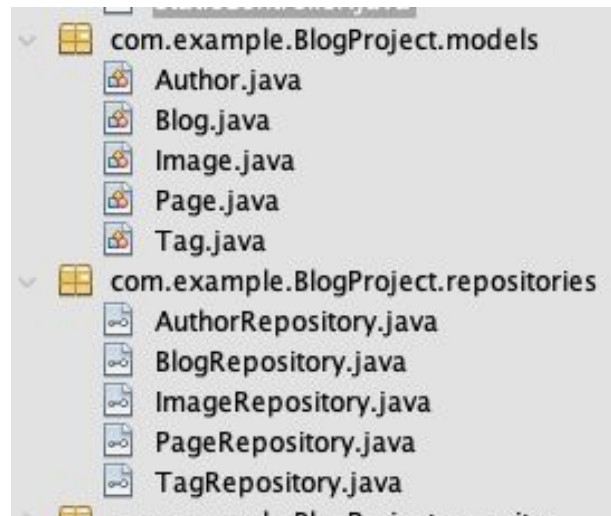 com.example.BlogProject.models
Author.java
Blog.java
Image.java
Page.java
Tag.java
com.example.BlogProject.repositories
AuthorRepository.java
BlogRepository.java
ImageRepository.java
PageRepository.java
TagRepository.java